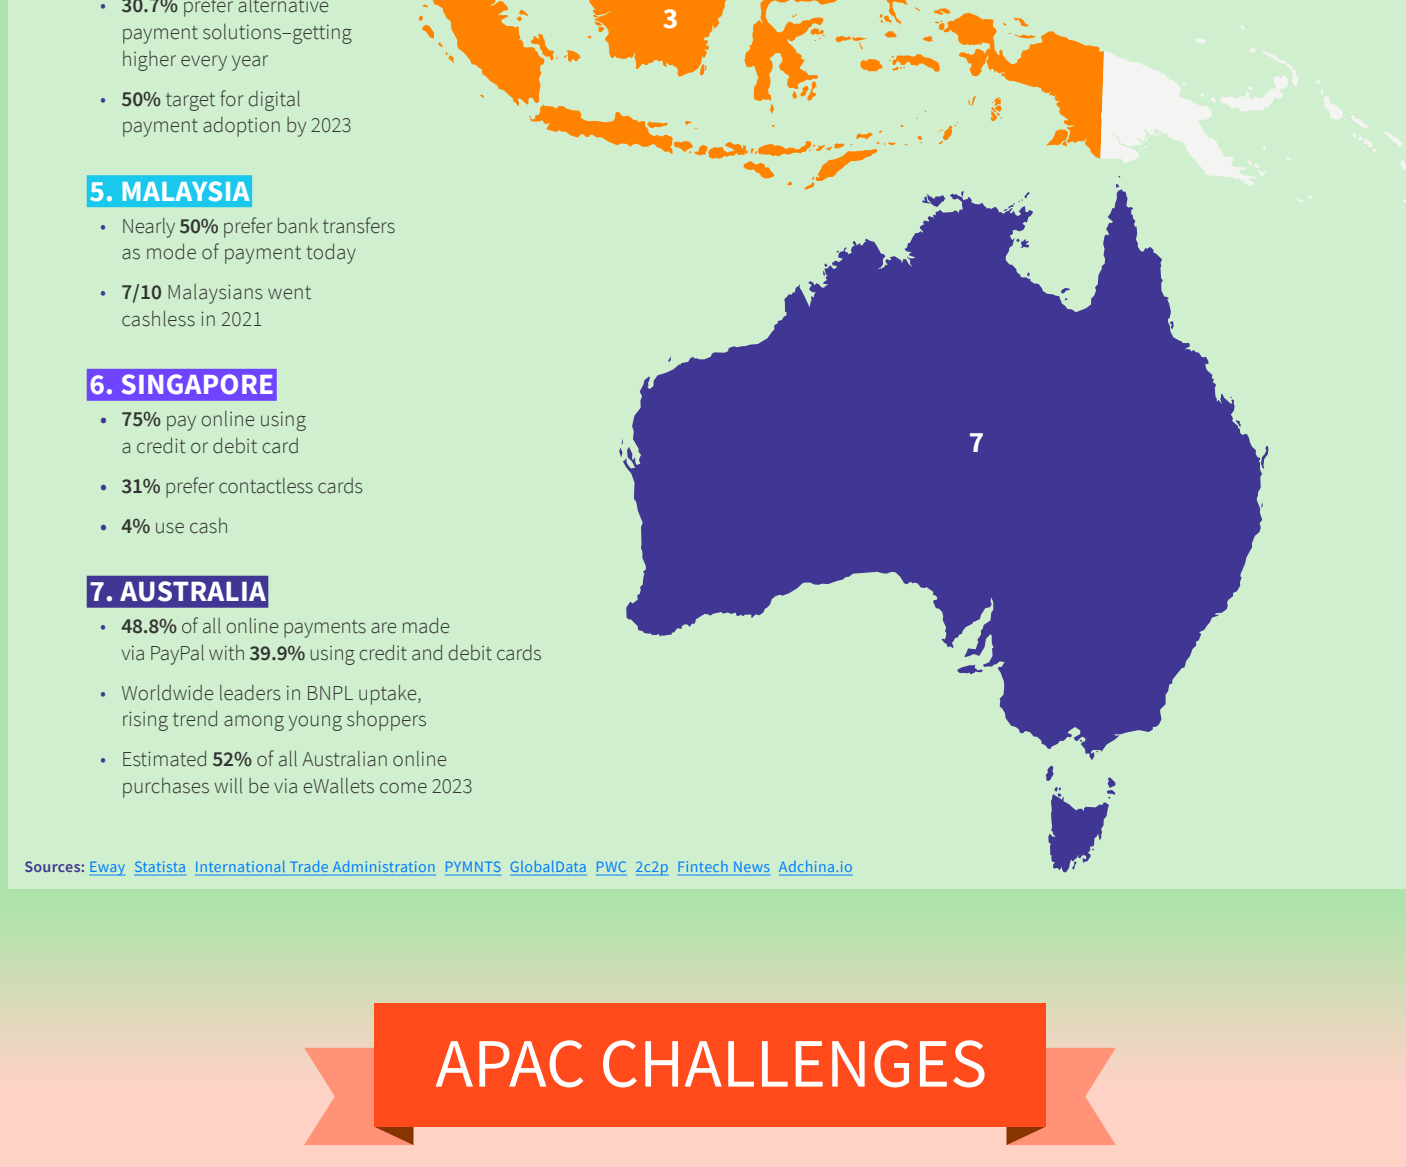 30.7% prefer alternative
payment solutions–getting
higher every year
50% target for digital
payment adoption by 2023
5. MALAYSIA
Nearly 50% prefer bank transfers
as mode of payment today
7/10 Malaysians went
cashless in 2021
6. SINGAPORE
75% pay online using
a credit or debit card
31% prefer contactless cards
4% use cash
7. AUSTRALIA
48.8% of all online payments are made
via PayPal with 39.9% using credit and debit cards
Worldwide leaders in BNPL uptake,
rising trend among young shoppers
Estimated 52% of all Australian online
purchases will be via eWallets come 2023
3
7
Sources: Eway Statista International Trade Administration PYMNTS GlobalData PWC 2c2p Fintech News Adchina.io
APAC CHALLENGES